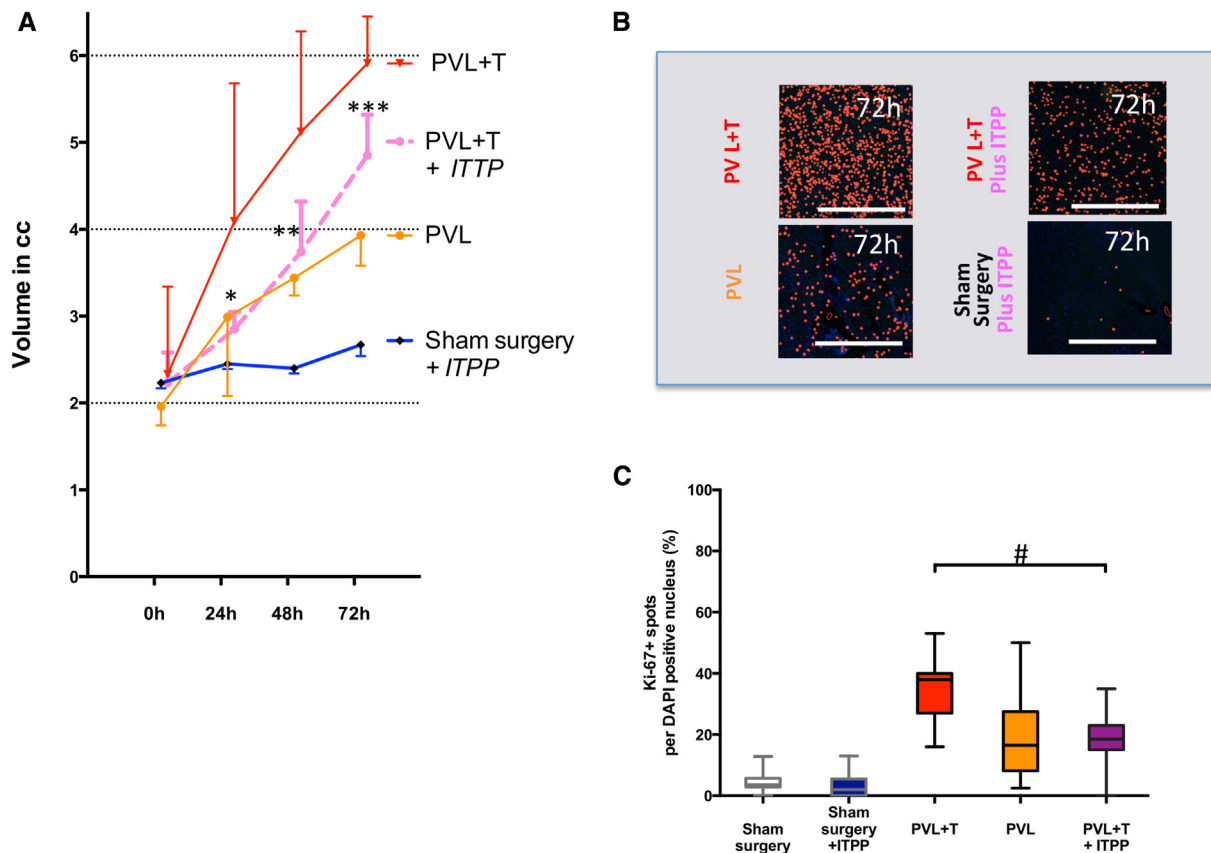 A
Volume in cc
6
5
4
3
2
1
0
0h
24h
48h
72h
*
**
***
PVL+T
PVL+T
+ ITTP
PVL
Sham surgery
+ ITPP
B
PV L+T
72h
PV L+T
Plus ITPP
72h
PVL
72h
Sham
Surgery
Plus ITPP
72h
C
Ki-67+ spots
per DAPI positive nucleus (%)
100
80
60
40
20
0
#
Sham
surgery
Sham
surgery
+ITPP
PVL+T
PVL
PVL+T
+ ITPP